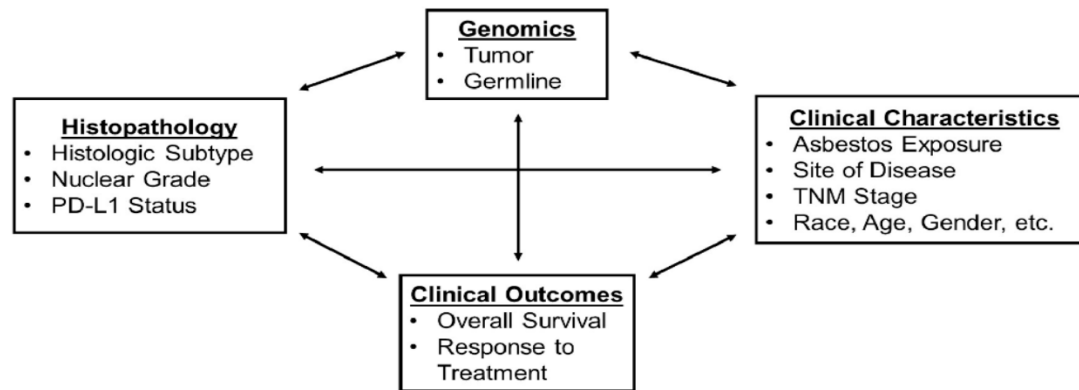 Genomics
• Tumor
• Germline
Histopathology
• Histologic Subtype
• Nuclear Grade
• PD-L1 Status
Clinical Characteristics
• Asbestos Exposure
• Site of Disease
• TNM Stage
• Race, Age, Gender, etc.
Clinical Outcomes
• Overall Survival
• Response to
Treatment